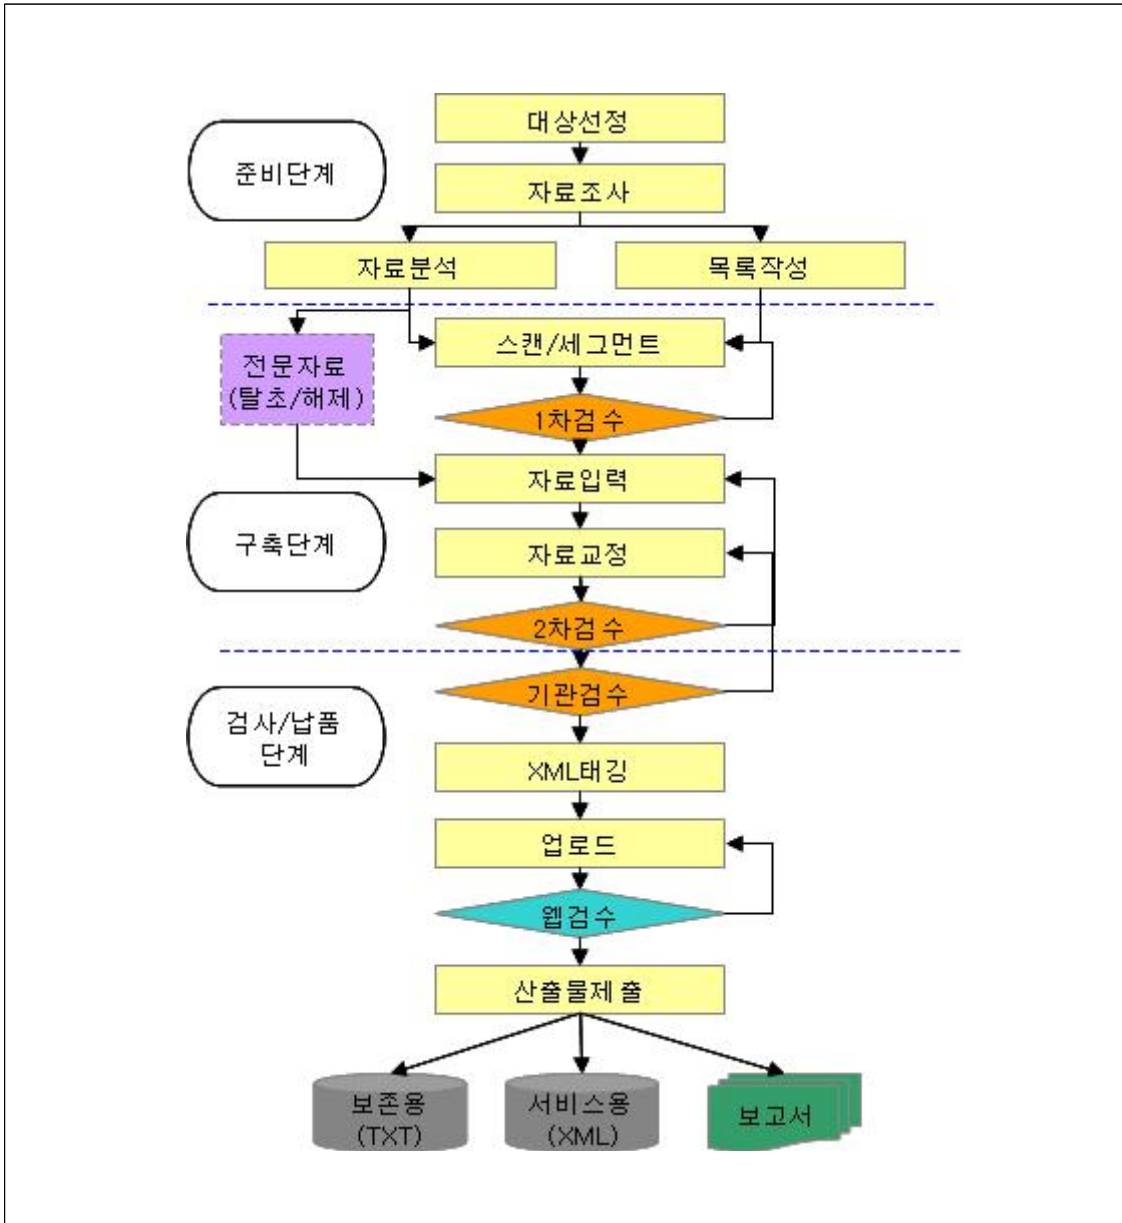 대상선정
준비단계
자료조사
자료분석
목록작성
스캔/세그먼트
전문자료
(탈초/해제)
1차검수
자료입력
구축단계
자료교정
2차검수
기관검수
검사/납품
단계
XML태깅
업로드
웹검수
산출물제출
보존용
(TXT)
서비스용
(XML)
보고서